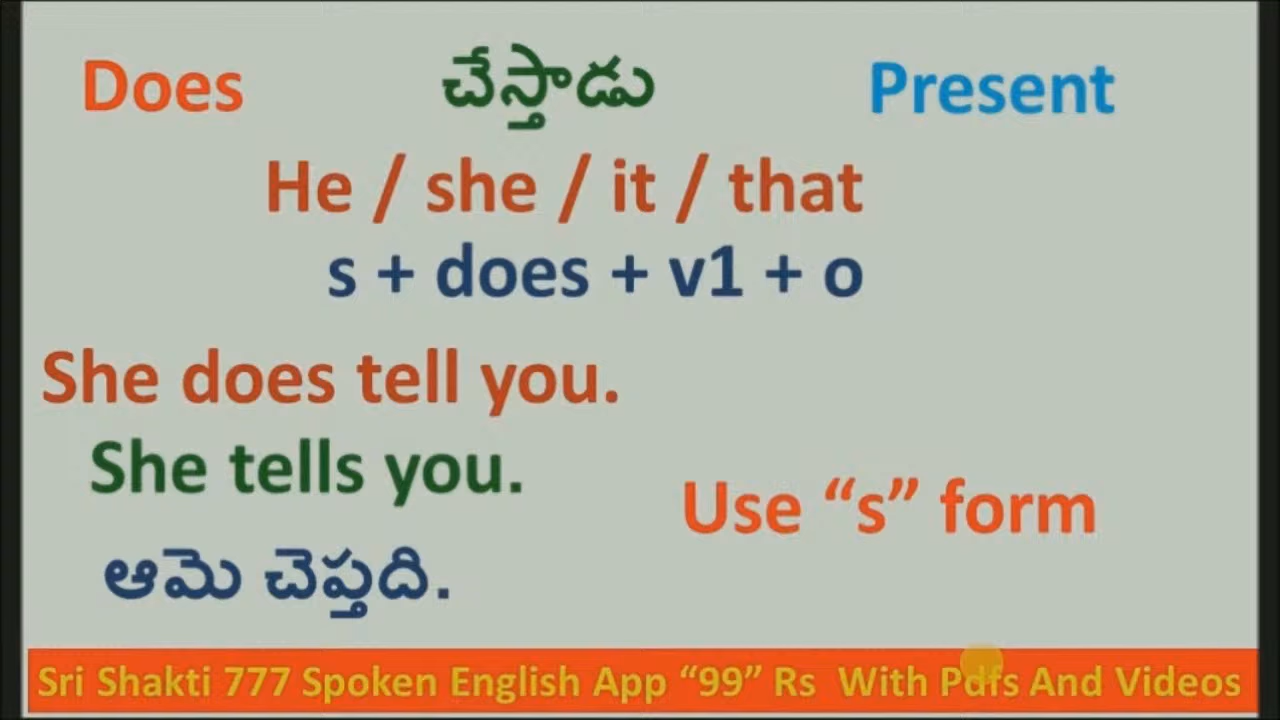 Does చేస్తాడు Present
He / she / it / that
s + does + v1 + o
She does tell you.
She tells you.
Use “s” form
ఆమె చెప్తది.
Sri Shakti 777 Spoken English App “99” Rs With Pdfs And Videos